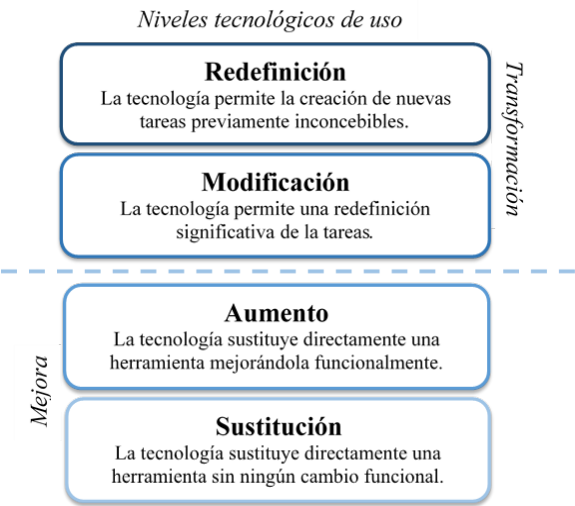 Niveles tecnológicos de uso
Redefinición
La tecnología permite la creación de nuevas
tareas previamente inconcebibles.
Transformación
Modificación
La tecnología permite una redefinición
significativa de la tareas.
Aumento
La tecnología sustituye directamente una
herramienta mejorándola funcionalmente.
Mejora
Sustitución
La tecnología sustituye directamente una
herramienta sin ningún cambio funcional.